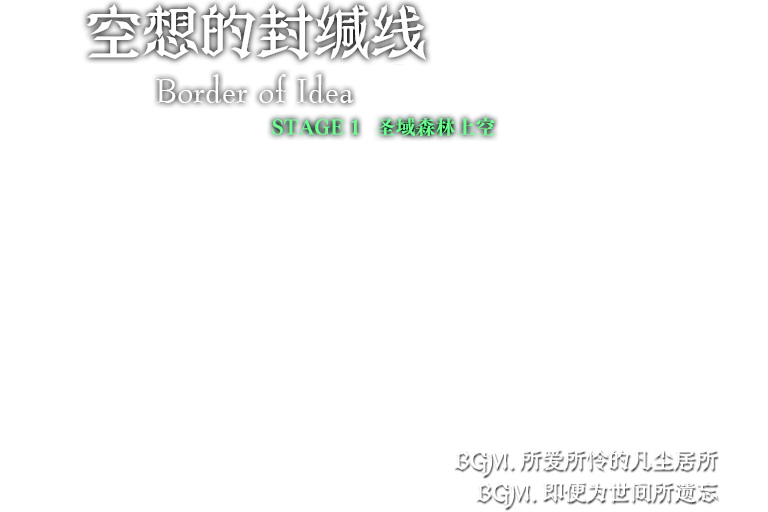 空想的封缄线
Border of Idea
STAGE 1 圣域森林上空
BGM. 所爱所怜的凡尘居所
BGM. 即便为世间所遗忘